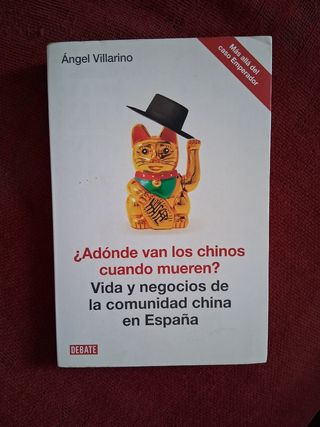 Ángel Villarino
Más allá del
caso Emperador
¿Adónde van los chinos
cuando mueren?
Vida y negocios de
la comunidad china
en España
DEBATE